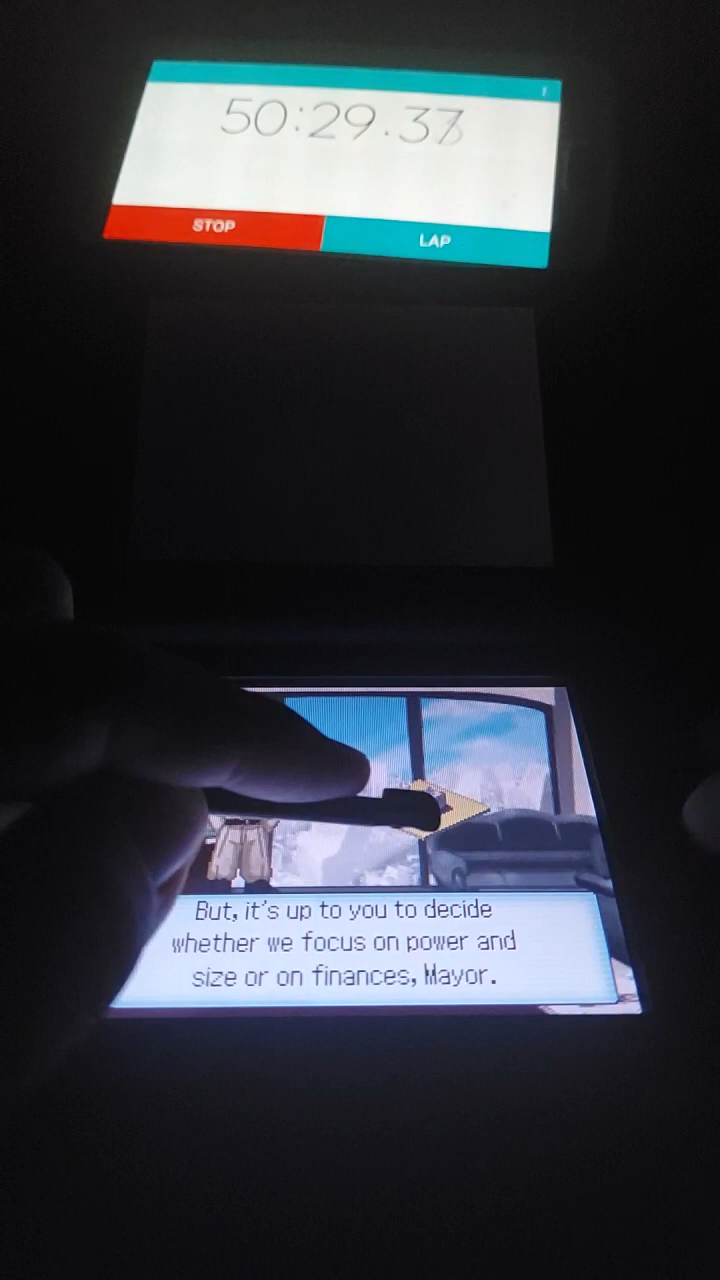 50:29.37
STOP
LAP
But, it's up to you to decide
whether we focus on power and
size or on finances, Mayor.